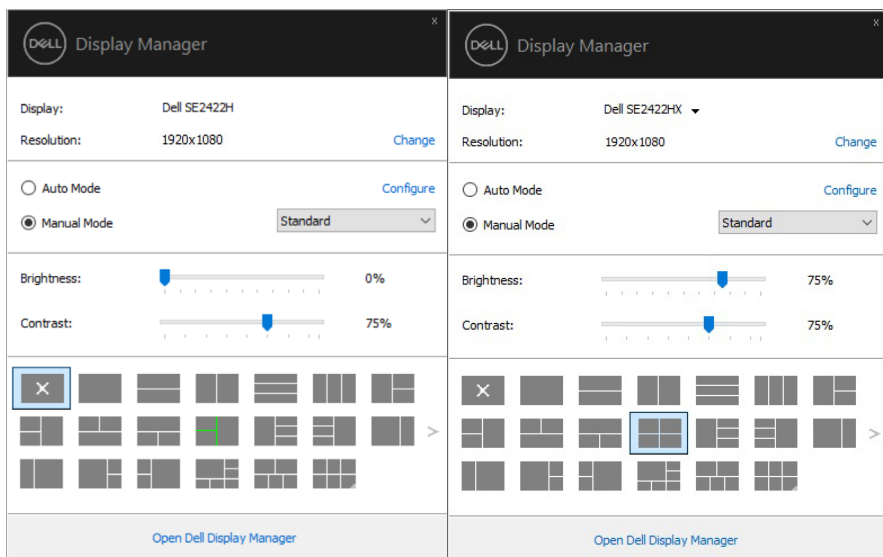 x
DELL Display Manager
Display: Dell SE2422H
Resolution: 1920x1080 Change
Auto Mode Configure
Manual Mode Standard
Brightness: 0%
Contrast: 75%
Open Dell Display Manager
x
DELL Display Manager
Display: Dell SE2422HX
Resolution: 1920x1080 Change
Auto Mode Configure
Manual Mode Standard
Brightness: 75%
Contrast: 75%
Open Dell Display Manager